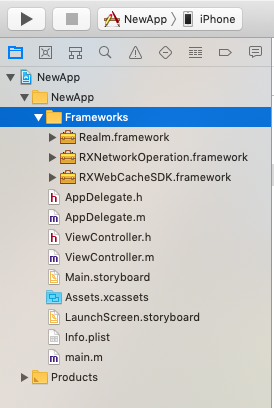 NewApp iPhone
NewApp
NewApp
Frameworks
Realm.framework
RXNetworkOperation.framework
RXWebCacheSDK.framework
AppDelegate.h
AppDelegate.m
ViewController.h
ViewController.m
Main.storyboard
Assets.xcassets
LaunchScreen.storyboard
Info.plist
main.m
Products